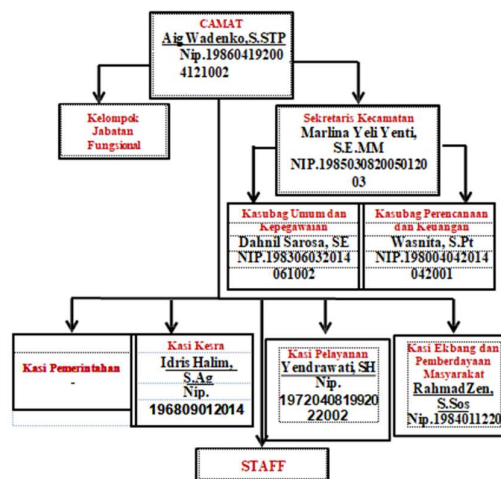 CAMAT
Aig Wadenko,S.STP
Nip.19860419200
4121002
Kelompok
Jabatan
Fungsional
Sekretaris Kecamatan
Marlina Yeli Yenti,
S.E.MM
NIP.1985030820050120
03
Kasubag Umum dan
Kepegawaian
Dahnil Sarosa, SE
NIP.198306032014
061002
Kasubag Perencanaan
dan Keuangan
Wasnita, S.Pt
NIP.198004042014
042001
Kasi Pemerintahan
-
Kasi Kesra
Idris Halim,
S.Ag
Nip.
196809012014
Kasi Pelayanan
Yendrawati,SH
Nip.
1972040819920
22002
Kasi Ekbang dan
Pemberdayaan
Masyarakat
RahmadZen,
S.Sos
Nip.1984011220
STAFF